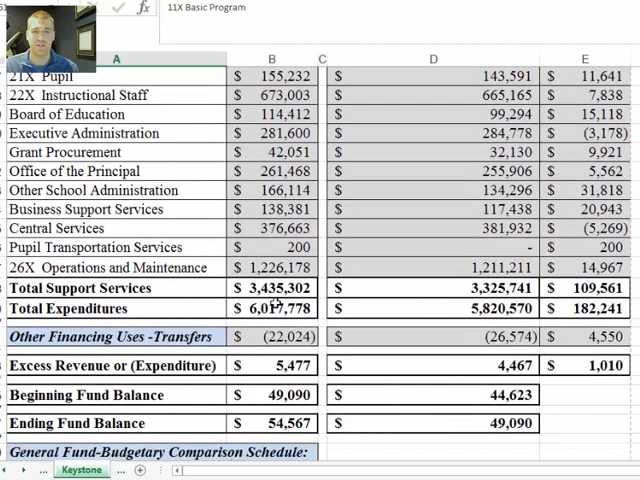 fx 11X Basic Program
A B C D E
21X Pupil $ 155,232 $ 143,591 $ 11,641
22X Instructional Staff $ 673,003 $ 665,165 $ 7,838
Board of Education $ 114,412 $ 99,294 $ 15,118
Executive Administration $ 281,600 $ 284,778 $ (3,178)
Grant Procurement $ 42,051 $ 32,130 $ 9,921
Office of the Principal $ 261,468 $ 255,906 $ 5,562
Other School Administration $ 166,114 $ 134,296 $ 31,818
Business Support Services $ 138,381 $ 117,438 $ 20,943
Central Services $ 376,663 $ 381,932 $ (5,269)
Pupil Transportation Services $ 200 $ - $ 200
26X Operations and Maintenance $ 1,226,178 $ 1,211,211 $ 14,967
Total Support Services $ 3,435,302 $ 3,325,741 $ 109,561
Total Expenditures $ 6,017,778 $ 5,820,570 $ 182,241
Other Financing Uses -Transfers $ (22,024) $ (26,574) $ 4,550
Excess Revenue or (Expenditure) $ 5,477 $ 4,467 $ 1,010
Beginning Fund Balance $ 49,090 $ 44,623
Ending Fund Balance $ 54,567 $ 49,090
General Fund-Budgetary Comparison Schedule:
... Keystone ...